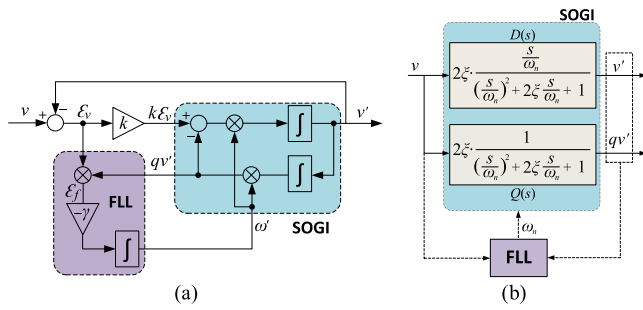 v
+
−
ε_v
k
kε_v
+
−
∫
v'
qv'
∫
ε_f
FLL
−γ
∫
ω'
SOGI
(a)
SOGI
D(s)
v
2ξ · (s/ω_n) / ((s/ω_n)² + 2ξ s/ω_n + 1)
v'
2ξ · 1 / ((s/ω_n)² + 2ξ s/ω_n + 1)
qv'
Q(s)
ω_n
FLL
(b)